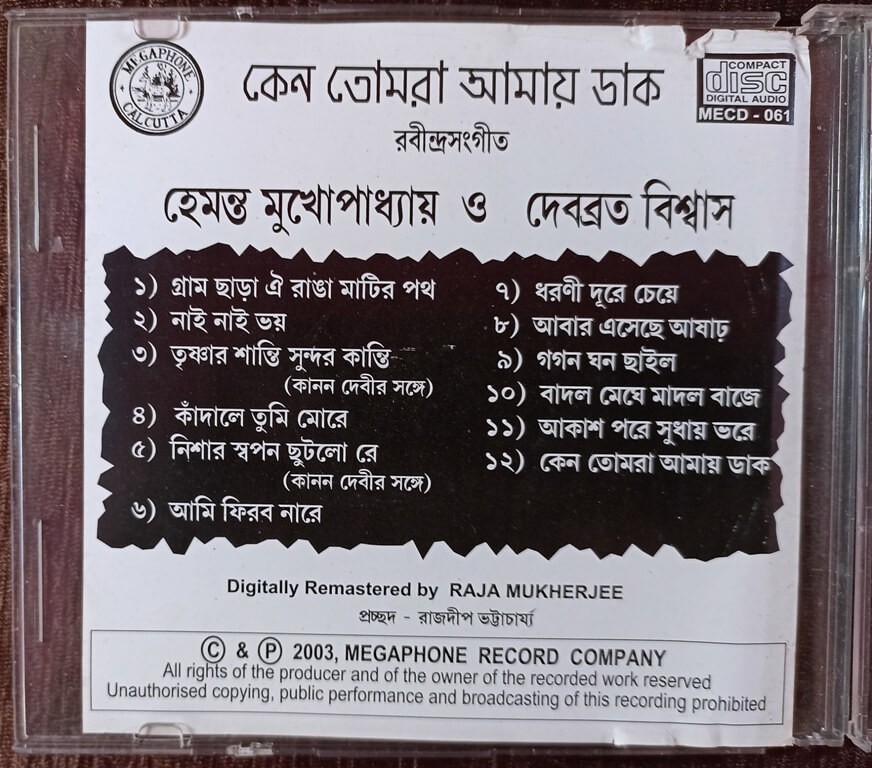 MEGAPHONE
CALCUTTA
কেন তোমরা আমায় ডাক
COMPACT
disc
DIGITAL AUDIO
MECD - 061
রবীন্দ্রসংগীত
হেমন্ত মুখোপাধ্যায় ও দেবব্রত বিশ্বাস
১) গ্রাম ছাড়া ঐ রাঙা মাটির পথ
২) নাই নাই ভয়
৩) তৃষ্ণার শান্তি সুন্দর কান্তি
(কানন দেবীর সঙ্গে)
৪) কাঁদালে তুমি মোরে
৫) নিশার স্বপন ছুটলো রে
(কানন দেবীর সঙ্গে)
৬) আমি ফিরব নারে
৭) ধরণী দূরে চেয়ে
৮) আবার এসেছে আষাঢ়
৯) গগন ঘন ছাইল
১০) বাদল মেঘে মাদল বাজে
১১) আকাশ পরে সুধায় ভরে
১২) কেন তোমরা আমায় ডাক
Digitally Remastered by RAJA MUKHERJEE
প্রচ্ছদ - রাজদীপ ভট্টাচার্য্য
© & ℗ 2003, MEGAPHONE RECORD COMPANY
All rights of the producer and of the owner of the recorded work reserved
Unauthorised copying, public performance and broadcasting of this recording prohibited